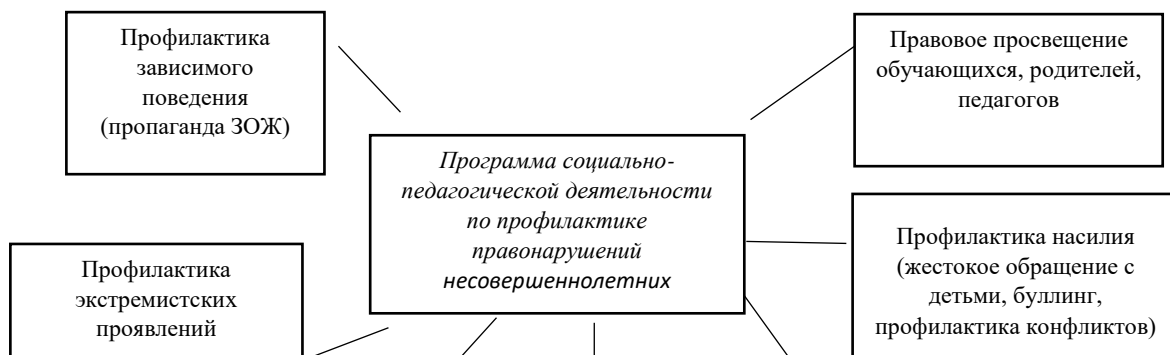 Профилактика
зависимого
поведения
(пропаганда ЗОЖ)
Правовое просвещение
обучающихся, родителей,
педагогов
Программа социально-
педагогической деятельности
по профилактике
правонарушений
несовершеннолетних
Профилактика
экстремистских
проявлений
Профилактика насилия
(жестокое обращение с
детьми, буллинг,
профилактика конфликтов)